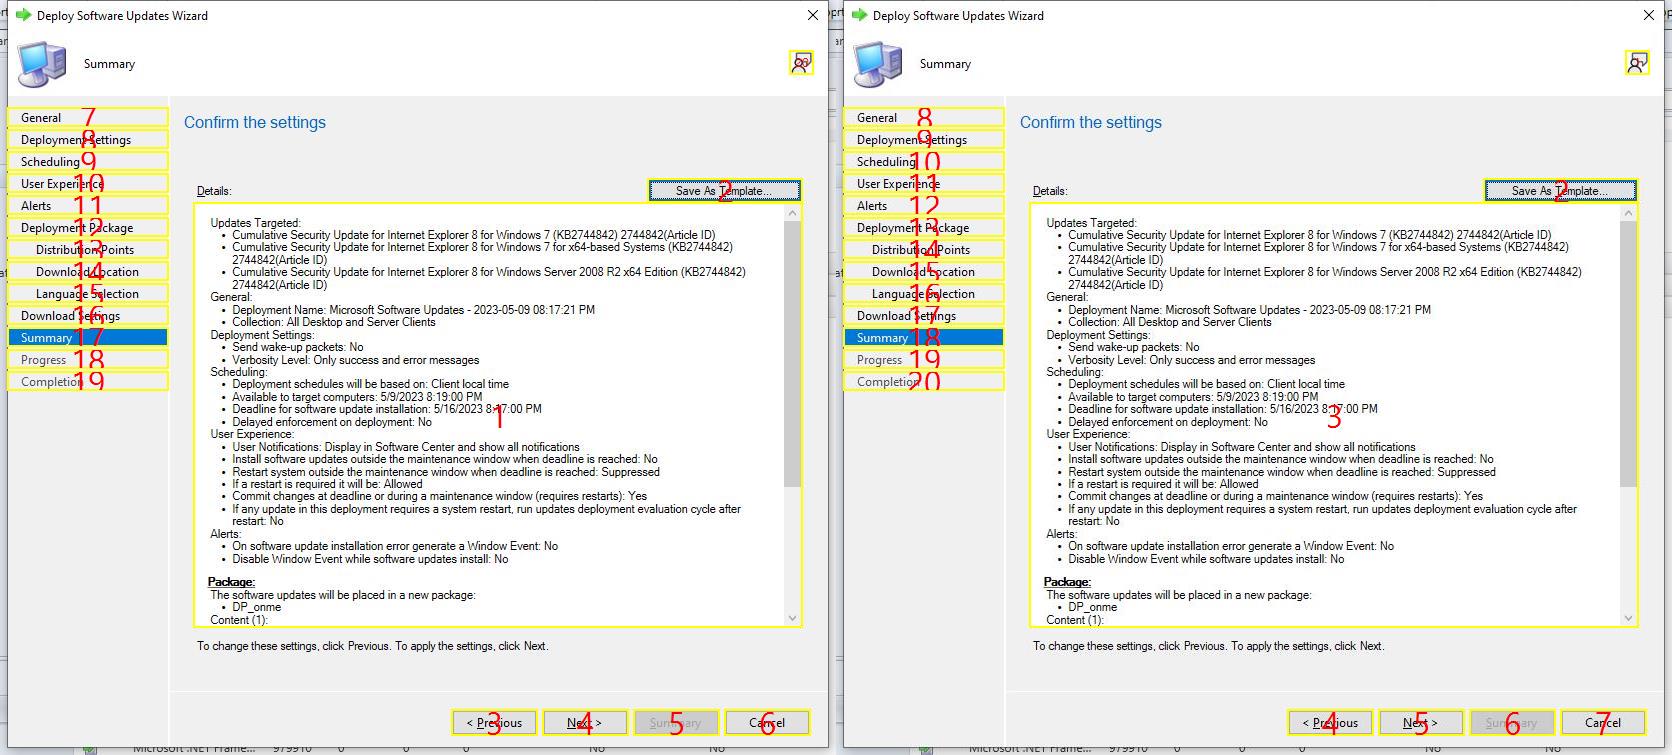 Deploy Software Updates Wizard
Summary
20
General 7
Deployment Settings 8
Scheduling 9
User Experience 10
Alerts 11
Deployment Package 12
Distribution Points 13
Download Location 14
Language Selection 15
Download Settings 16
Summary 17
Progress 18
Completion 19
Confirm the settings
Details:
Save As Template... 2
Updates Targeted:
• Cumulative Security Update for Internet Explorer 8 for Windows 7 (KB2744842) 2744842(Article ID)
• Cumulative Security Update for Internet Explorer 8 for Windows 7 for x64-based Systems (KB2744842)
2744842(Article ID)
• Cumulative Security Update for Internet Explorer 8 for Windows Server 2008 R2 x64 Edition (KB2744842)
2744842(Article ID)
General:
• Deployment Name: Microsoft Software Updates - 2023-05-09 08:17:21 PM
• Collection: All Desktop and Server Clients
Deployment Settings:
• Send wake-up packets: No
• Verbosity Level: Only success and error messages
Scheduling:
• Deployment schedules will be based on: Client local time
• Available to target computers: 5/9/2023 8:19:00 PM
• Deadline for software update installation: 5/16/2023 8:17:00 PM
1
• Delayed enforcement on deployment: No
User Experience:
• User Notifications: Display in Software Center and show all notifications
• Install software updates outside the maintenance window when deadline is reached: No
• Restart system outside the maintenance window when deadline is reached: Suppressed
• If a restart is required it will be: Allowed
• Commit changes at deadline or during a maintenance window (requires restarts): Yes
• If any update in this deployment requires a system restart, run updates deployment evaluation cycle after
restart: No
Alerts:
• On software update installation error generate a Window Event: No
• Disable Window Event while software updates install: No
Package:
The software updates will be placed in a new package:
• DP_onme
Content (1):
To change these settings, click Previous. To apply the settings, click Next.
< Previous 3
Next > 4
Summary 5
Cancel 6
Microsoft .NET Frame... 979910 0 0 0 No No
Deploy Software Updates Wizard
Summary
General 8
Deployment Settings 9
Scheduling 10
User Experience 11
Alerts 12
Deployment Package 13
Distribution Points 14
Download Location 15
Language Selection 16
Download Settings 17
Summary 18
Progress 19
Completion 20
Confirm the settings
Details:
Save As Template... 2
Updates Targeted:
• Cumulative Security Update for Internet Explorer 8 for Windows 7 (KB2744842) 2744842(Article ID)
• Cumulative Security Update for Internet Explorer 8 for Windows 7 for x64-based Systems (KB2744842)
2744842(Article ID)
• Cumulative Security Update for Internet Explorer 8 for Windows Server 2008 R2 x64 Edition (KB2744842)
2744842(Article ID)
General:
• Deployment Name: Microsoft Software Updates - 2023-05-09 08:17:21 PM
• Collection: All Desktop and Server Clients
Deployment Settings:
• Send wake-up packets: No
• Verbosity Level: Only success and error messages
Scheduling:
• Deployment schedules will be based on: Client local time
• Available to target computers: 5/9/2023 8:19:00 PM
• Deadline for software update installation: 5/16/2023 8:17:00 PM
3
• Delayed enforcement on deployment: No
User Experience:
• User Notifications: Display in Software Center and show all notifications
• Install software updates outside the maintenance window when deadline is reached: No
• Restart system outside the maintenance window when deadline is reached: Suppressed
• If a restart is required it will be: Allowed
• Commit changes at deadline or during a maintenance window (requires restarts): Yes
• If any update in this deployment requires a system restart, run updates deployment evaluation cycle after
restart: No
Alerts:
• On software update installation error generate a Window Event: No
• Disable Window Event while software updates install: No
Package:
The software updates will be placed in a new package:
• DP_onme
Content (1):
To change these settings, click Previous. To apply the settings, click Next.
< Previous 4
Next > 5
Summary 6
Cancel 7
Microsoft .NET Frame... 979910 0 0 0 No No